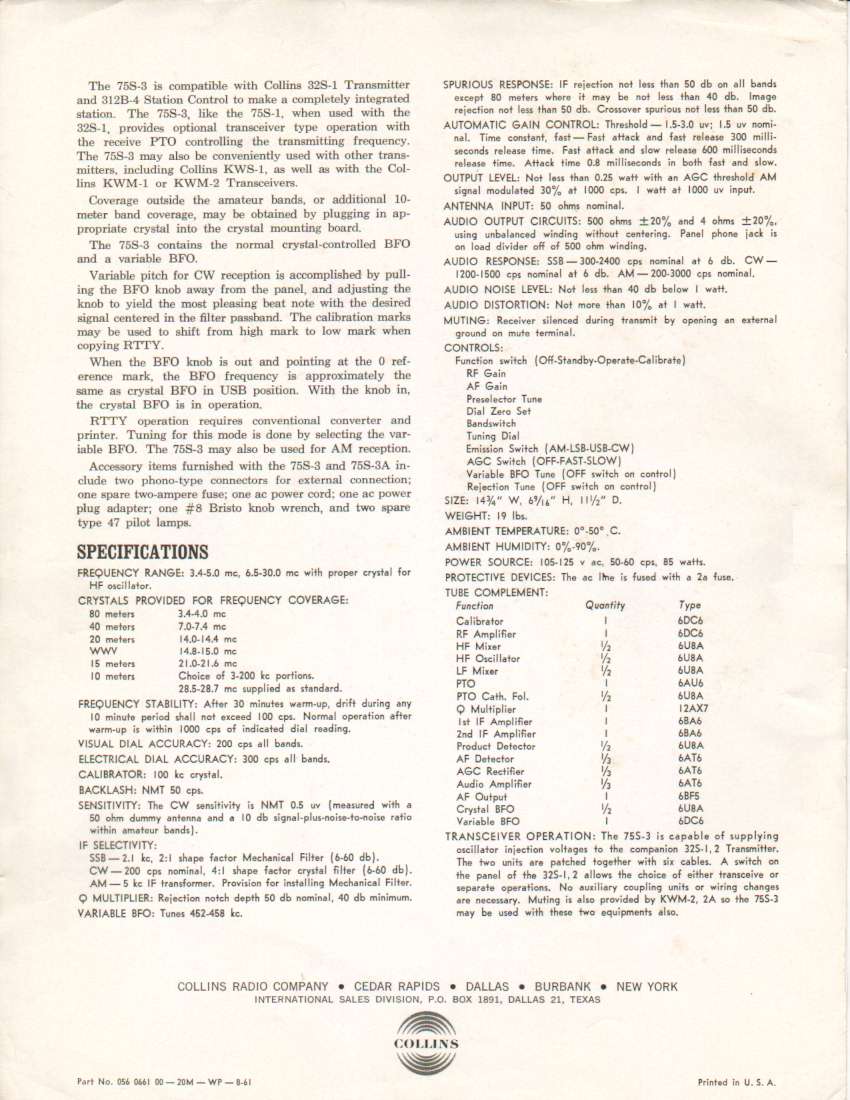 The 75S-3 is compatible with Collins 32S-1 Transmitter
and 312B-4 Station Control to make a completely integrated
station. The 75S-3, like the 75S-1, when used with the
32S-1, provides optional transceiver type operation with
the receive PTO controlling the transmitting frequency.
The 75S-3 may also be conveniently used with other trans-
mitters, including Collins KWS-1, as well as with the Col-
lins KWM-1 or KWM-2 Transceivers.
Coverage outside the amateur bands, or additional 10-
meter band coverage, may be obtained by plugging in ap-
propriate crystal into the crystal mounting board.
The 75S-3 contains the normal crystal-controlled BFO
and a variable BFO.
Variable pitch for CW reception is accomplished by pull-
ing the BFO knob away from the panel, and adjusting the
knob to yield the most pleasing beat note with the desired
signal centered in the filter passband. The calibration marks
may be used to shift from high mark to low mark when
copying RTTY.
When the BFO knob is out and pointing at the 0 ref-
erence mark, the BFO frequency is approximately the
same as crystal BFO in USB position. With the knob in,
the crystal BFO is in operation.
RTTY operation requires conventional converter and
printer. Tuning for this mode is done by selecting the var-
iable BFO. The 75S-3 may also be used for AM reception.
Accessory items furnished with the 75S-3 and 75S-3A in-
clude two phono-type connectors for external connection;
one spare two-ampere fuse; one ac power cord; one ac power
plug adapter; one #8 Bristo knob wrench, and two spare
type 47 pilot lamps.
SPECIFICATIONS
FREQUENCY RANGE: 3.4-5.0 mc, 6.5-30.0 mc with proper crystal for
HF oscillator.
CRYSTALS PROVIDED FOR FREQUENCY COVERAGE:
80 meters 3.4-4.0 mc
40 meters 7.0-7.4 mc
20 meters 14.0-14.4 mc
WWV 14.8-15.0 mc
15 meters 21.0-21.6 mc
10 meters Choice of 3-200 kc portions.
28.5-28.7 mc supplied as standard.
FREQUENCY STABILITY: After 30 minutes warm-up, drift during any
10 minute period shall not exceed 100 cps. Normal operation after
warm-up is within 1000 cps of indicated dial reading.
VISUAL DIAL ACCURACY: 200 cps all bands.
ELECTRICAL DIAL ACCURACY: 300 cps all bands.
CALIBRATOR: 100 kc crystal.
BACKLASH: NMT 50 cps.
SENSITIVITY: The CW sensitivity is NMT 0.5 uv (measured with a
50 ohm dummy antenna and a 10 db signal-plus-noise-to-noise ratio
within amateur bands).
IF SELECTIVITY:
SSB — 2.1 kc, 2:1 shape factor Mechanical Filter (6-60 db).
CW — 200 cps nominal, 4:1 shape factor crystal filter (6-60 db).
AM — 5 kc IF transformer. Provision for installing Mechanical Filter.
Q MULTIPLIER: Rejection notch depth 50 db nominal, 40 db minimum.
VARIABLE BFO: Tunes 452-458 kc.
SPURIOUS RESPONSE: IF rejection not less than 50 db on all bands
except 80 meters where it may be not less than 40 db. Image
rejection not less than 50 db. Crossover spurious not less than 50 db.
AUTOMATIC GAIN CONTROL: Threshold — 1.5-3.0 uv; 1.5 uv nomi-
nal. Time constant, fast — Fast attack and fast release 300 milli-
seconds release time. Fast attack and slow release 600 milliseconds
release time. Attack time 0.8 milliseconds in both fast and slow.
OUTPUT LEVEL: Not less than 0.25 watt with an AGC threshold AM
signal modulated 30% at 1000 cps. 1 watt at 1000 uv input.
ANTENNA INPUT: 50 ohms nominal.
AUDIO OUTPUT CIRCUITS: 500 ohms ±20% and 4 ohms ±20%,
using unbalanced winding without centering. Panel phone jack is
on load divider off of 500 ohm winding.
AUDIO RESPONSE: SSB — 300-2400 cps nominal at 6 db. CW —
1200-1500 cps nominal at 6 db. AM — 200-3000 cps nominal.
AUDIO NOISE LEVEL: Not less than 40 db below 1 watt.
AUDIO DISTORTION: Not more than 10% at 1 watt.
MUTING: Receiver silenced during transmit by opening an external
ground on mute terminal.
CONTROLS:
Function switch (Off-Standby-Operate-Calibrate)
RF Gain
AF Gain
Preselector Tune
Dial Zero Set
Bandswitch
Tuning Dial
Emission Switch (AM-LSB-USB-CW)
AGC Switch (OFF-FAST-SLOW)
Variable BFO Tune (OFF switch on control)
Rejection Tune (OFF switch on control)
SIZE: 14¾" W, 6 9/16" H, 11½" D.
WEIGHT: 19 lbs.
AMBIENT TEMPERATURE: 0°-50° C.
AMBIENT HUMIDITY: 0%-90%.
POWER SOURCE: 105-125 v ac, 50-60 cps, 85 watts.
PROTECTIVE DEVICES: The ac line is fused with a 2a fuse.
TUBE COMPLEMENT:
Function Quantity Type
Calibrator 1 6DC6
RF Amplifier 1 6DC6
HF Mixer ½ 6U8A
HF Oscillator ½ 6U8A
LF Mixer ½ 6U8A
PTO 1 6AU6
PTO Cath. Fol. ½ 6U8A
Q Multiplier 1 12AX7
1st IF Amplifier 1 6BA6
2nd IF Amplifier 1 6BA6
Product Detector ½ 6U8A
AF Detector ⅓ 6AT6
AGC Rectifier ⅓ 6AT6
Audio Amplifier ⅓ 6AT6
AF Output 1 6BF5
Crystal BFO ½ 6U8A
Variable BFO 1 6DC6
TRANSCEIVER OPERATION: The 75S-3 is capable of supplying
oscillator injection voltages to the companion 32S-1, 2 Transmitter.
The two units are patched together with six cables. A switch on
the panel of the 32S-1, 2 allows the choice of either transceive or
separate operations. No auxiliary coupling units or wiring changes
are necessary. Muting is also provided by KWM-2, 2A so the 75S-3
may be used with these two equipments also.
COLLINS RADIO COMPANY • CEDAR RAPIDS • DALLAS • BURBANK • NEW YORK
INTERNATIONAL SALES DIVISION, P.O. BOX 1891, DALLAS 21, TEXAS
COLLINS
Part No. 056 0661 00 — 20M — WP — 8-61
Printed in U. S. A.